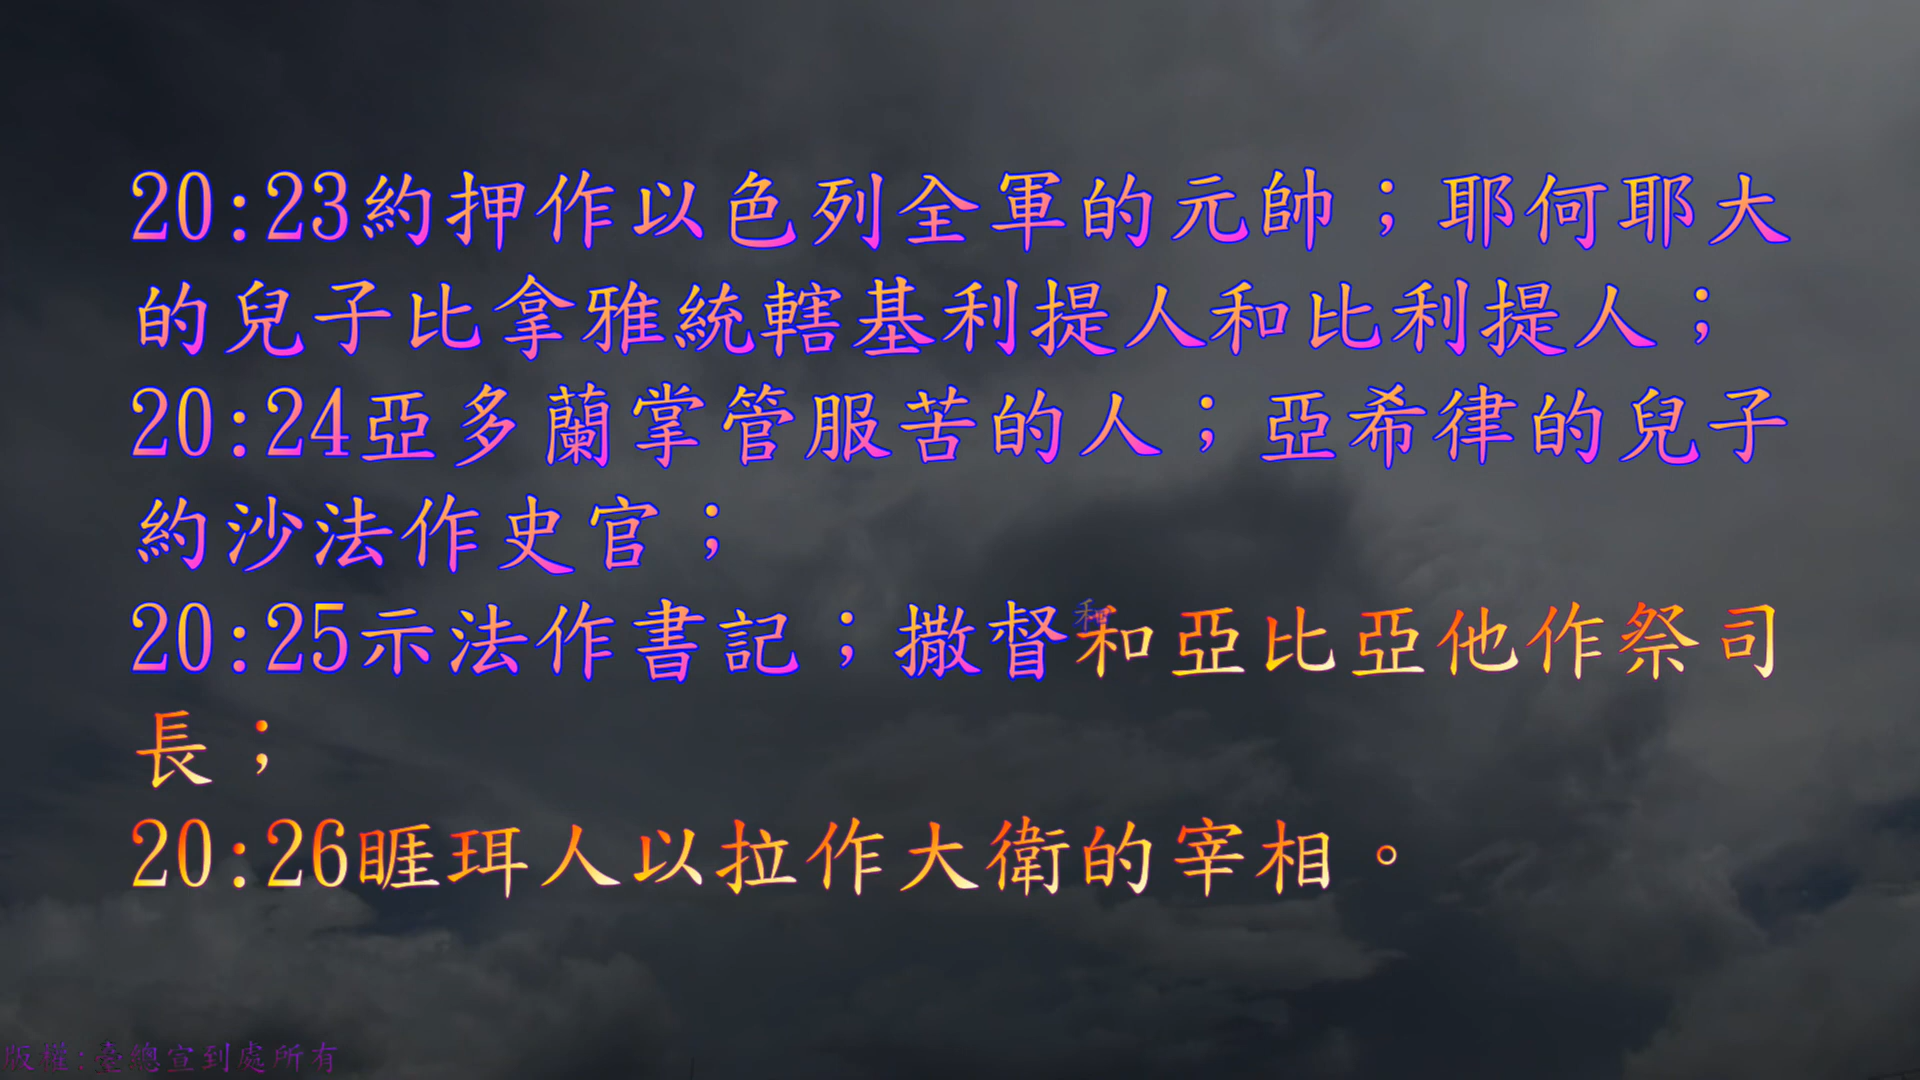 20:23約押作以色列全軍的元帥；耶何耶大
的兒子比拿雅統轄基利提人和比利提人；
20:24亞多蘭掌管服苦的人；亞希律的兒子
約沙法作史官；
20:25示法作書記；撒督和亞比亞他作祭司
長；
20:26睚珥人以拉作大衛的宰相。
版權:臺總宣到處所有